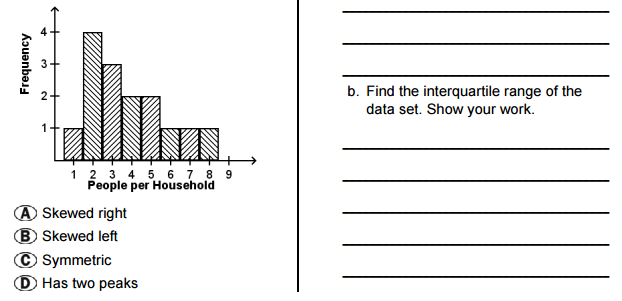 Frequency
4
3
2
1
1 2 3 4 5 6 7 8 9
People per Household
A Skewed right
B Skewed left
C Symmetric
D Has two peaks
b. Find the interquartile range of the
data set. Show your work.